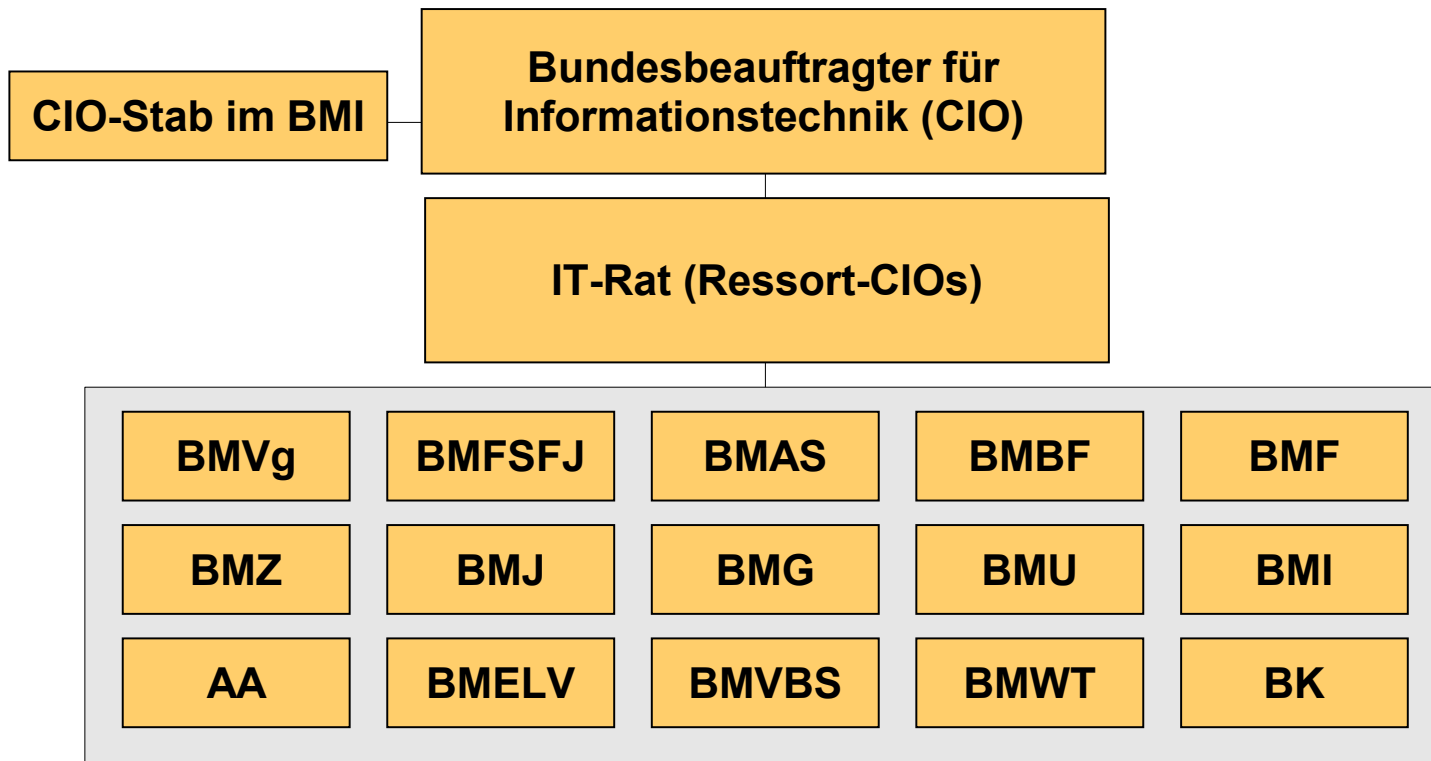 Bundesbeauftragter für
Informationstechnik (CIO)
CIO-Stab im BMI
IT-Rat (Ressort-CIOs)
BMVg BMFSFJ BMAS BMBF BMF
BMZ BMJ BMG BMU BMI
AA BMELV BMVBS BMWT BK